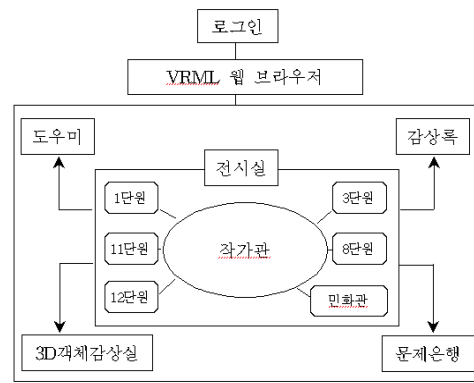 로그인
VRML 웹 브라우저
도우미
감상록
전시실
1단원
3단원
11단원
작가관
8단원
12단원
민화관
3D객체감상실
문제은행